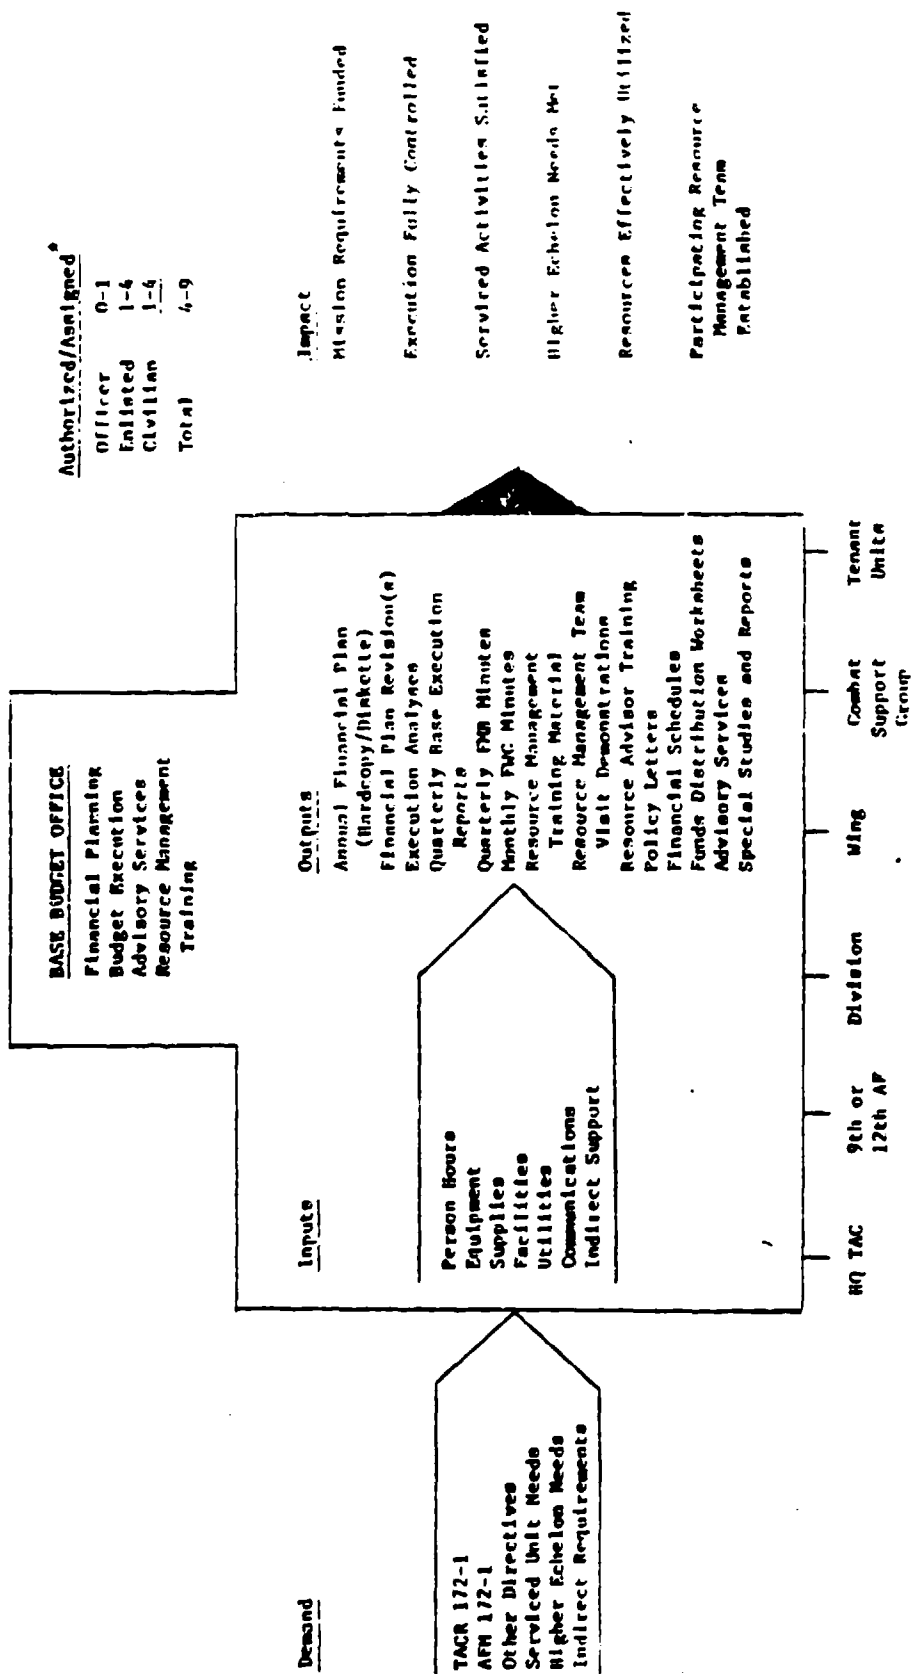 BASE BUDGET OFFICE
Financial Planning
Budget Execution
Advisory Services
Resource Management
Training
Authorized/Assigned*
Officer 0-1
Enlisted 1-4
Civilian 1-4
Total 4-9
Demand
TACR 172-1
AFM 172-1
Other Directives
Serviced Unit Needs
Higher Echelon Needs
Indirect Requirements
Inputs
Person Hours
Equipment
Supplies
Facilities
Utilities
Communications
Indirect Support
Outputs
Annual Financial Plan
(Hardcopy/Diskette)
Financial Plan Revision(s)
Execution Analyses
Quarterly Base Execution
Reports
Quarterly FMR Minutes
Monthly FWG Minutes
Resource Management
Training Material
Resource Management Team
Visit Demonstrations
Resource Advisor Training
Policy Letters
Financial Schedules
Funds Distribution Worksheets
Advisory Services
Special Studies and Reports
Impact
Mission Requirements Funded
Execution Fully Controlled
Serviced Activities Satisfied
Higher Echelon Needs Met
Resources Effectively Utilized
Participating Resource
Management Team
Established
HQ TAC
9th or
12th AF
Division
Wing
Combat
Support
Group
Tenant
Units